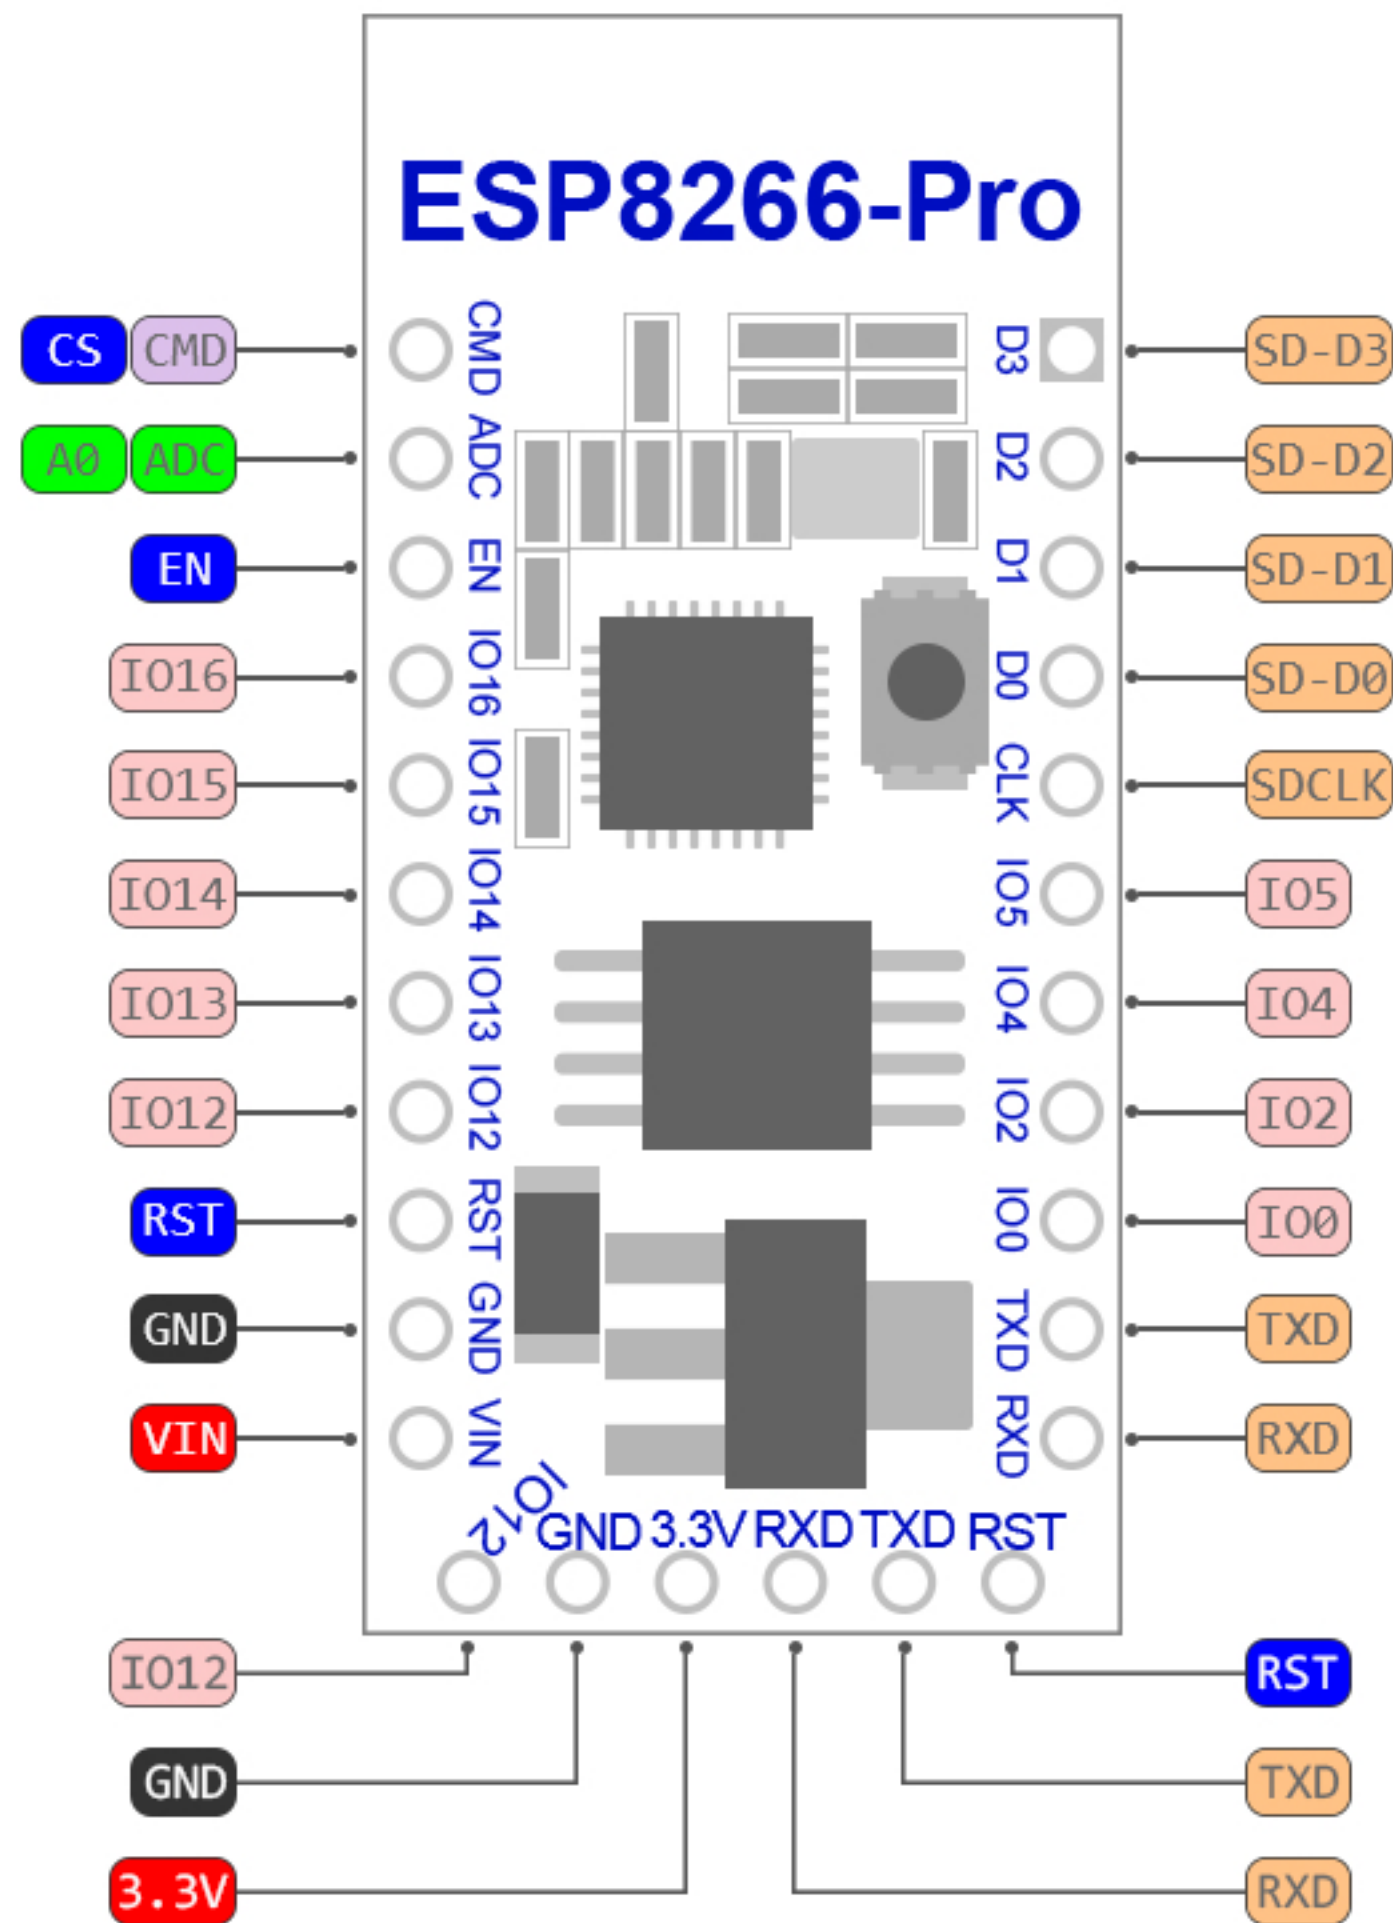 ESP8266-Pro
CS CMD CMD D3 SD-D3
A0 ADC ADC D2 SD-D2
EN EN D1 SD-D1
IO16 IO16 D0 SD-D0
IO15 IO15 CLK SDCLK
IO14 IO14 IO5 IO5
IO13 IO13 IO4 IO4
IO12 IO12 IO2 IO2
RST RST IO0 IO0
GND GND TXD TXD
VIN VIN RXD RXD
IO12 GND 3.3V RXD TXD RST
IO12 RST
GND TXD
3.3V RXD